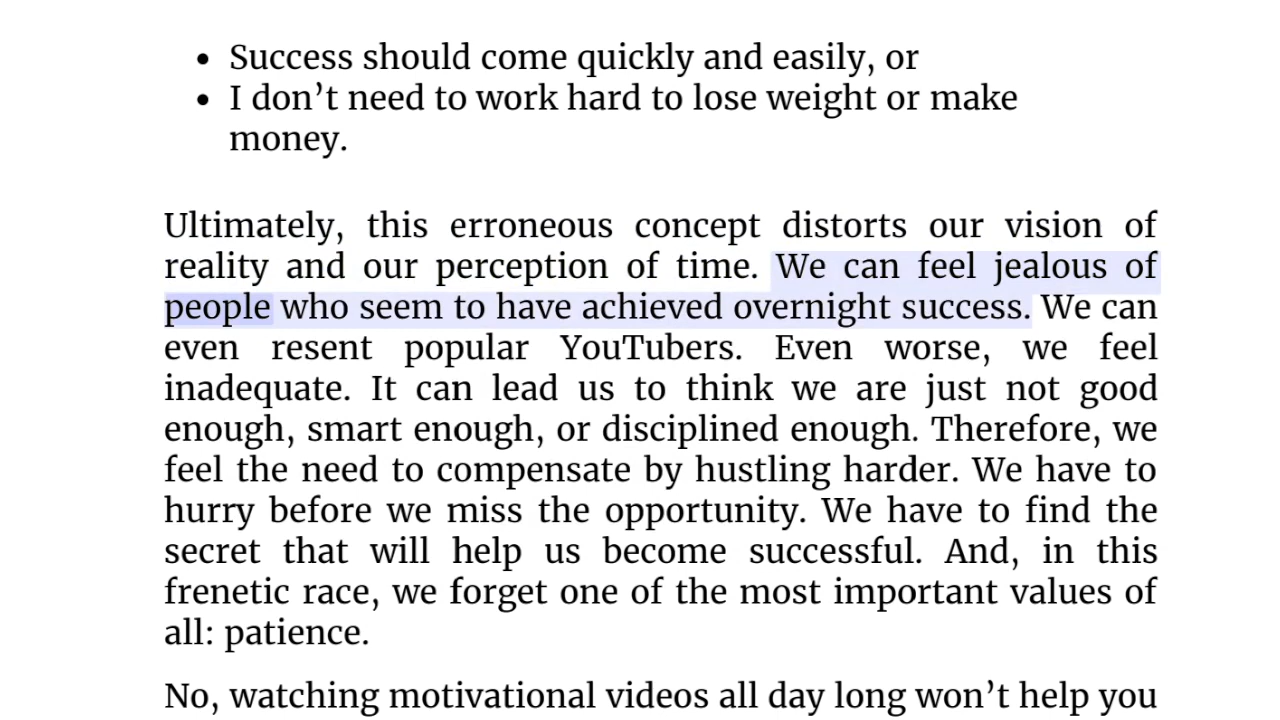 • Success should come quickly and easily, or
• I don’t need to work hard to lose weight or make
money.
Ultimately, this erroneous concept distorts our vision of
reality and our perception of time. We can feel jealous of
people who seem to have achieved overnight success. We can
even resent popular YouTubers. Even worse, we feel
inadequate. It can lead us to think we are just not good
enough, smart enough, or disciplined enough. Therefore, we
feel the need to compensate by hustling harder. We have to
hurry before we miss the opportunity. We have to find the
secret that will help us become successful. And, in this
frenetic race, we forget one of the most important values of
all: patience.
No, watching motivational videos all day long won’t help you